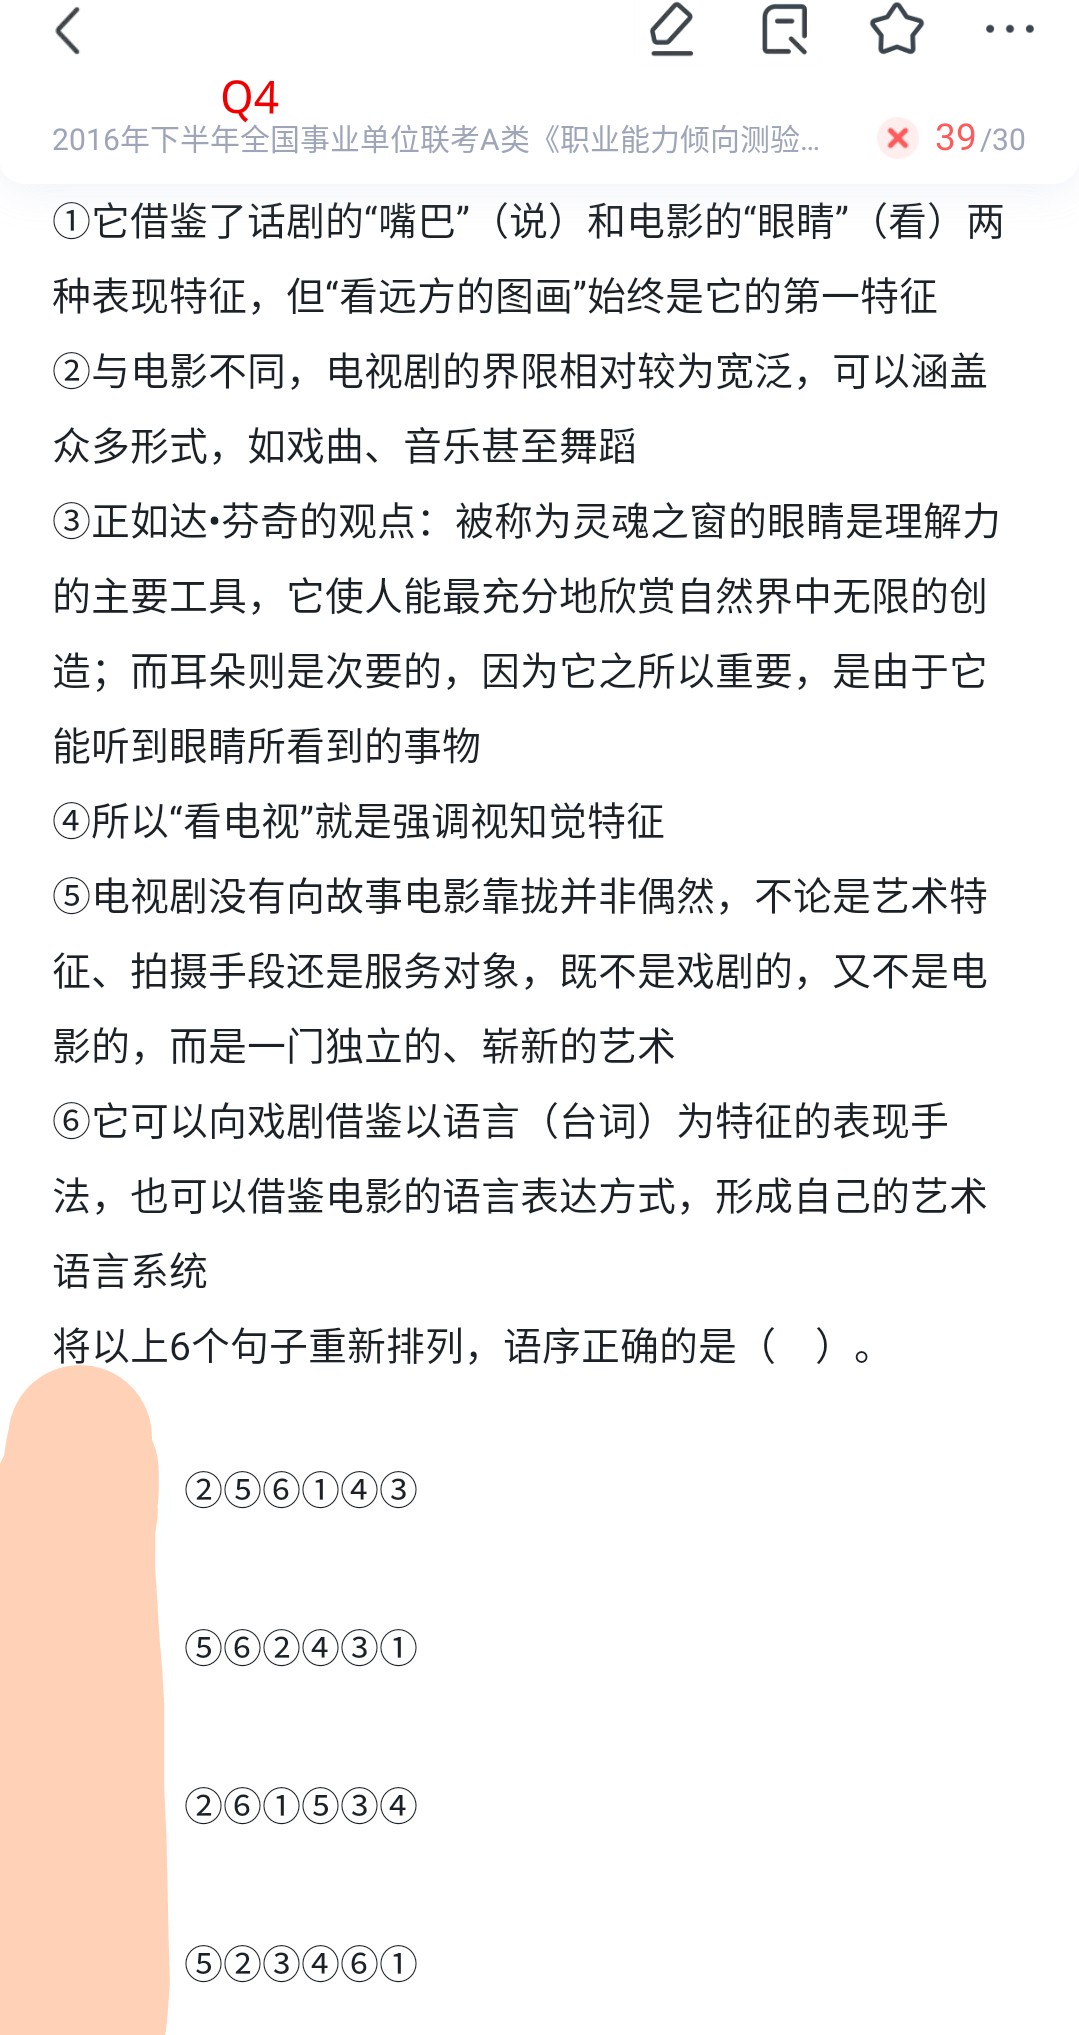 Q4
2016年下半年全国事业单位联考A类《职业能力倾向测验...
39/30
①它借鉴了话剧的“嘴巴”（说）和电影的“眼睛”（看）两
种表现特征，但“看远方的图画”始终是它的第一特征
②与电影不同，电视剧的界限相对较为宽泛，可以涵盖
众多形式，如戏曲、音乐甚至舞蹈
③正如达•芬奇的观点：被称为灵魂之窗的眼睛是理解力
的主要工具，它使人能最充分地欣赏自然界中无限的创
造；而耳朵则是次要的，因为它之所以重要，是由于它
能听到眼睛所看到的事物
④所以“看电视”就是强调视知觉特征
⑤电视剧没有向故事电影靠拢并非偶然，不论是艺术特
征、拍摄手段还是服务对象，既不是戏剧的，又不是电
影的，而是一门独立的、崭新的艺术
⑥它可以向戏剧借鉴以语言（台词）为特征的表现手
法，也可以借鉴电影的语言表达方式，形成自己的艺术
语言系统
将以上6个句子重新排列，语序正确的是（　）。
②⑤⑥①④③
⑤⑥②④③①
②⑥①⑤③④
⑤②③④⑥①